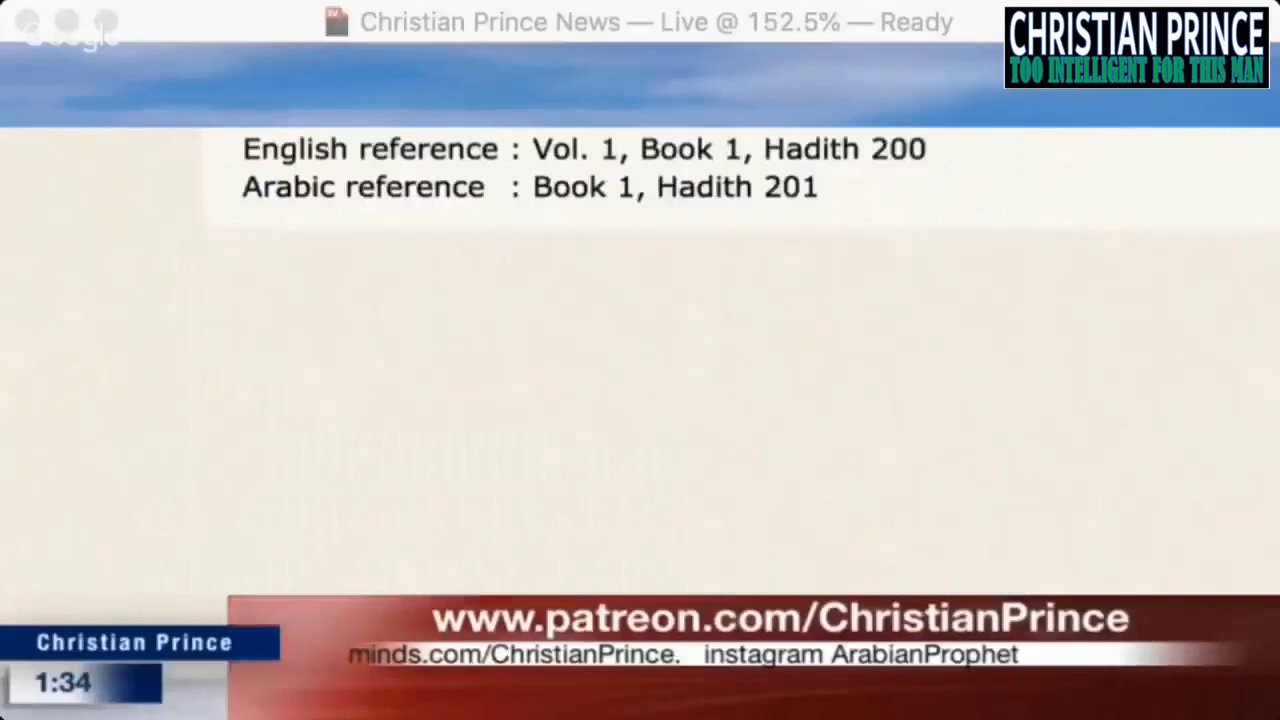 Christian Prince News — Live @ 152.5% — Ready
Google
CHRISTIAN PRINCE
TOO INTELLIGENT FOR THIS MAN
English reference : Vol. 1, Book 1, Hadith 200
Arabic reference : Book 1, Hadith 201
www.patreon.com/ChristianPrince
Christian Prince
minds.com/ChristianPrince. instagram ArabianProphet
1:34